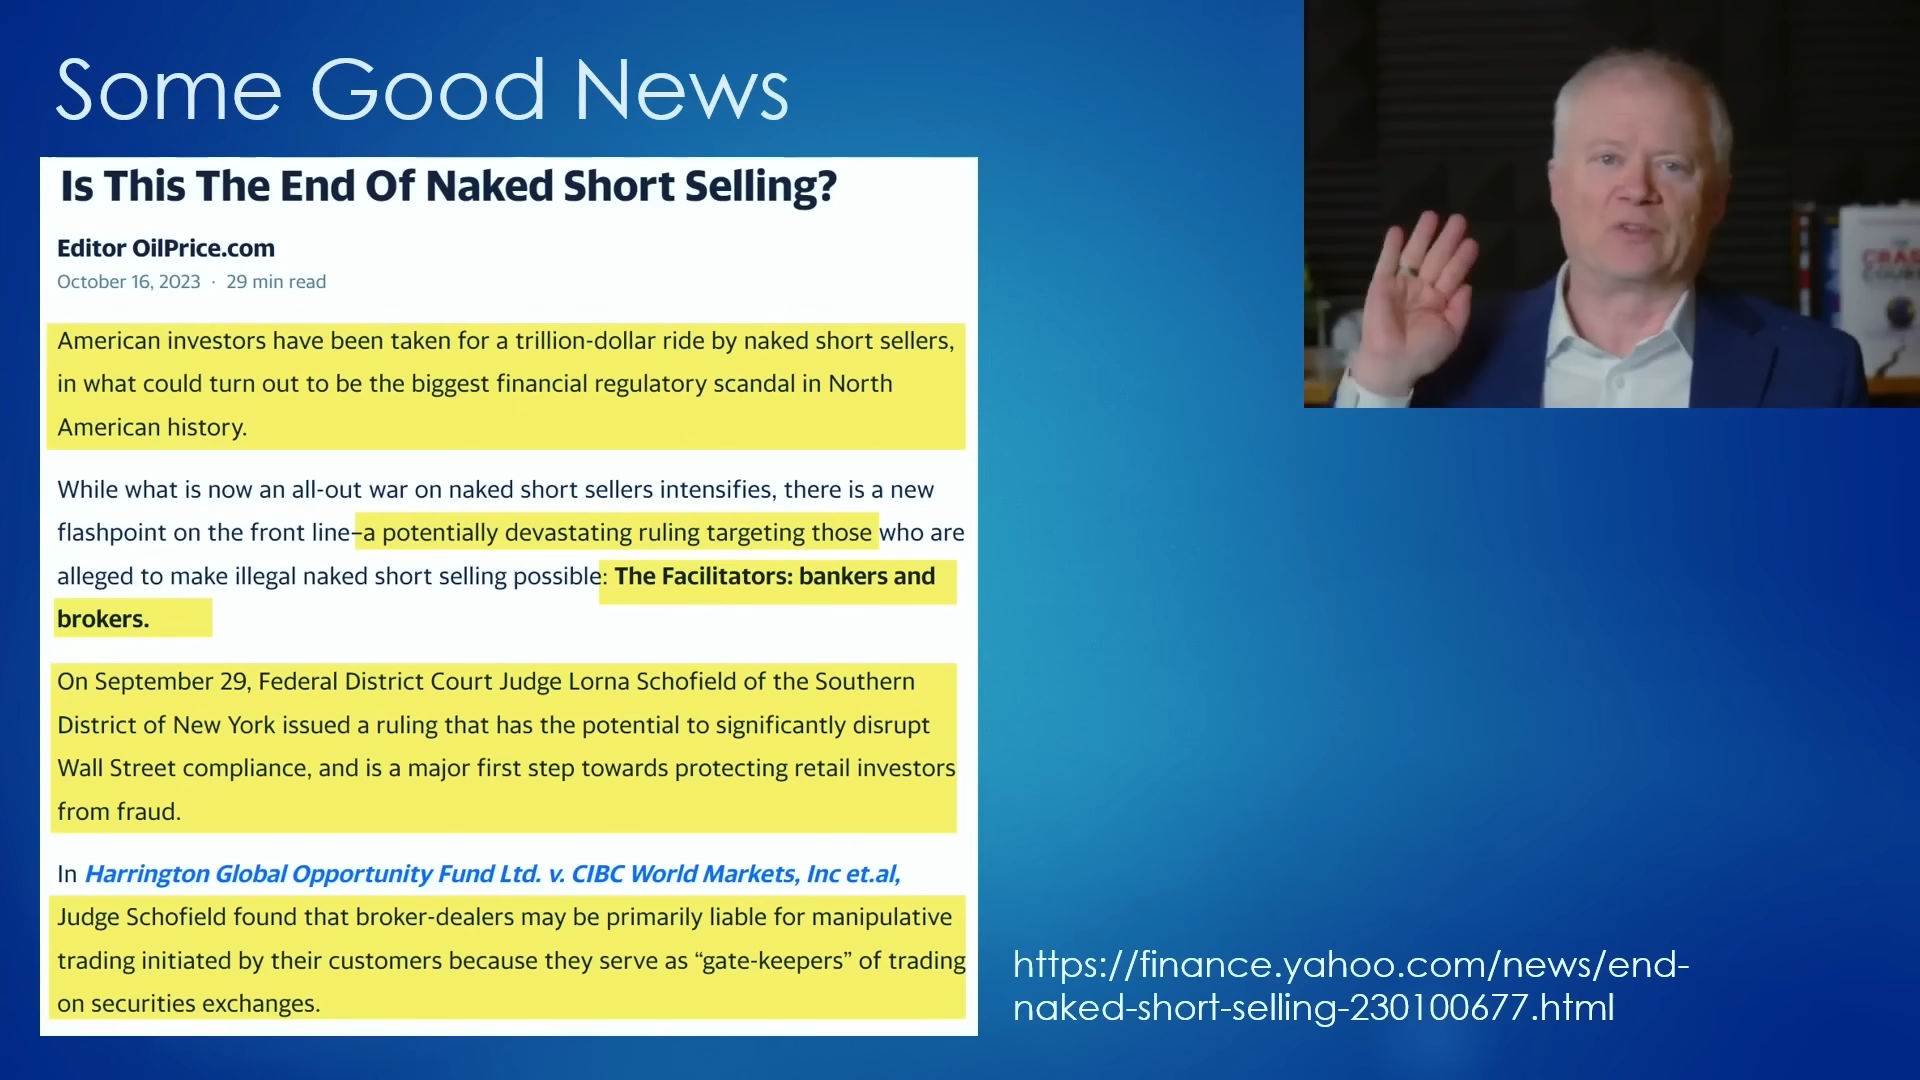 Some Good News
Is This The End Of Naked Short Selling?
Editor OilPrice.com
October 16, 2023 · 29 min read
American investors have been taken for a trillion-dollar ride by naked short sellers,
in what could turn out to be the biggest financial regulatory scandal in North
American history.
While what is now an all-out war on naked short sellers intensifies, there is a new
flashpoint on the front line–a potentially devastating ruling targeting those who are
alleged to make illegal naked short selling possible: The Facilitators: bankers and
brokers.
On September 29, Federal District Court Judge Lorna Schofield of the Southern
District of New York issued a ruling that has the potential to significantly disrupt
Wall Street compliance, and is a major first step towards protecting retail investors
from fraud.
In Harrington Global Opportunity Fund Ltd. v. CIBC World Markets, Inc et.al,
Judge Schofield found that broker-dealers may be primarily liable for manipulative
trading initiated by their customers because they serve as “gate-keepers” of trading
on securities exchanges.
https://finance.yahoo.com/news/end-
naked-short-selling-230100677.html